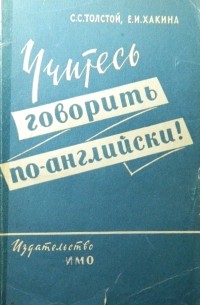 С.С.ТОЛСТОЙ, Е.И.ХАКИНА
Учитесь
говорить
по-английски!
Издательство
ИМО